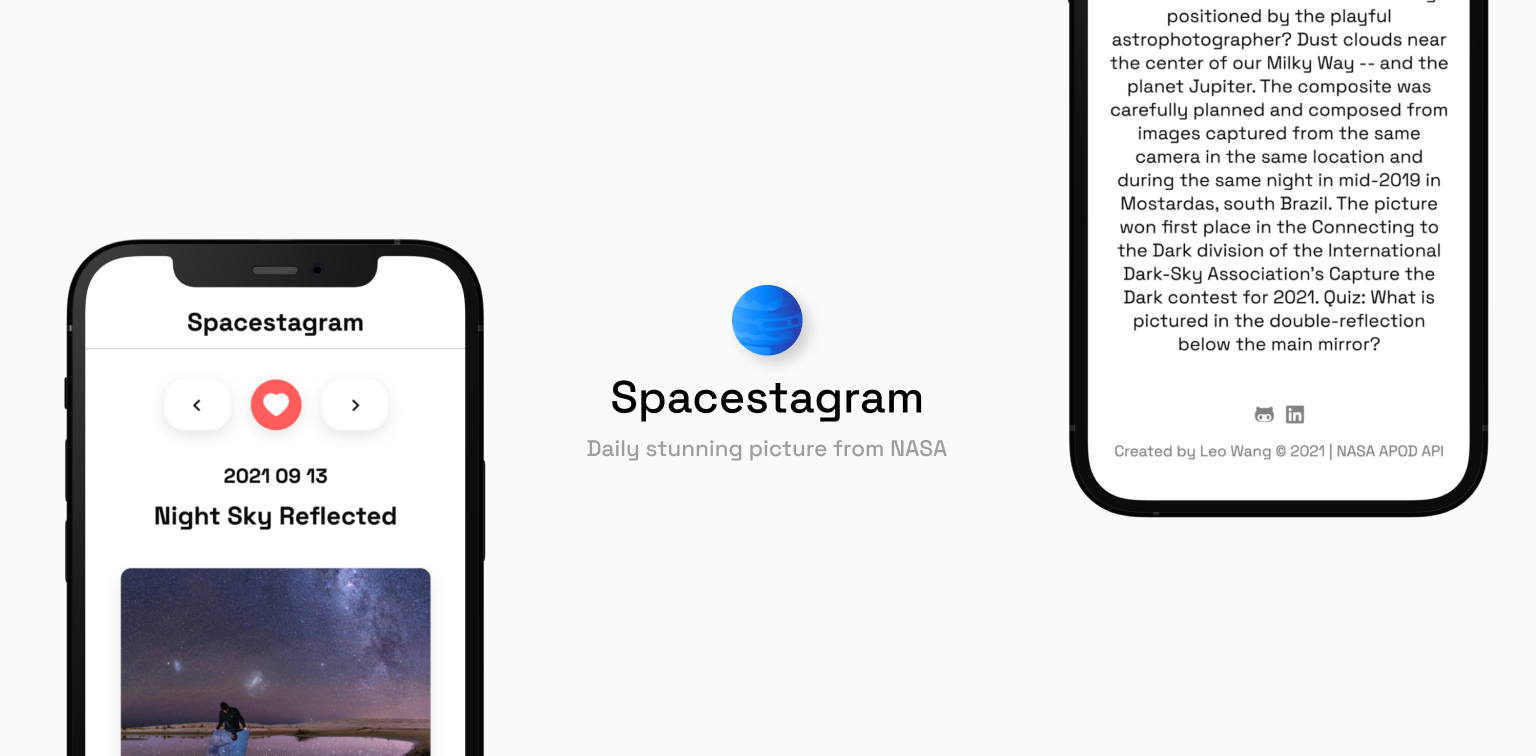 Spacestagram
2021 09 13
Night Sky Reflected
Spacestagram
Daily stunning picture from NASA
positioned by the playful
astrophotographer? Dust clouds near
the center of our Milky Way -- and the
planet Jupiter. The composite was
carefully planned and composed from
images captured from the same
camera in the same location and
during the same night in mid-2019 in
Mostardas, south Brazil. The picture
won first place in the Connecting to
the Dark division of the International
Dark-Sky Association's Capture the
Dark contest for 2021. Quiz: What is
pictured in the double-reflection
below the main mirror?
in
Created by Leo Wang © 2021 | NASA APOD API